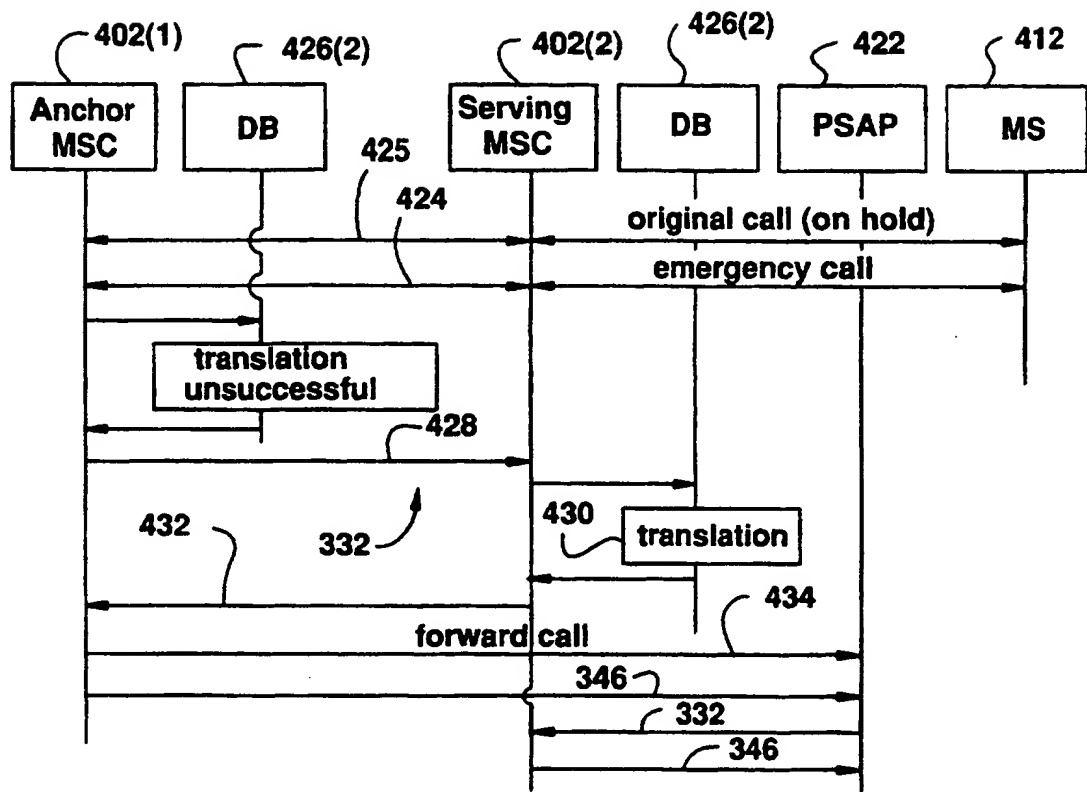 402(1)
426(2)
402(2)
426(2)
422
412
Anchor
MSC
DB
Serving
MSC
DB
PSAP
MS
425
424
original call (on hold)
emergency call
translation
unsuccessful
428
332
430
translation
432
434
forward call
346
332
346